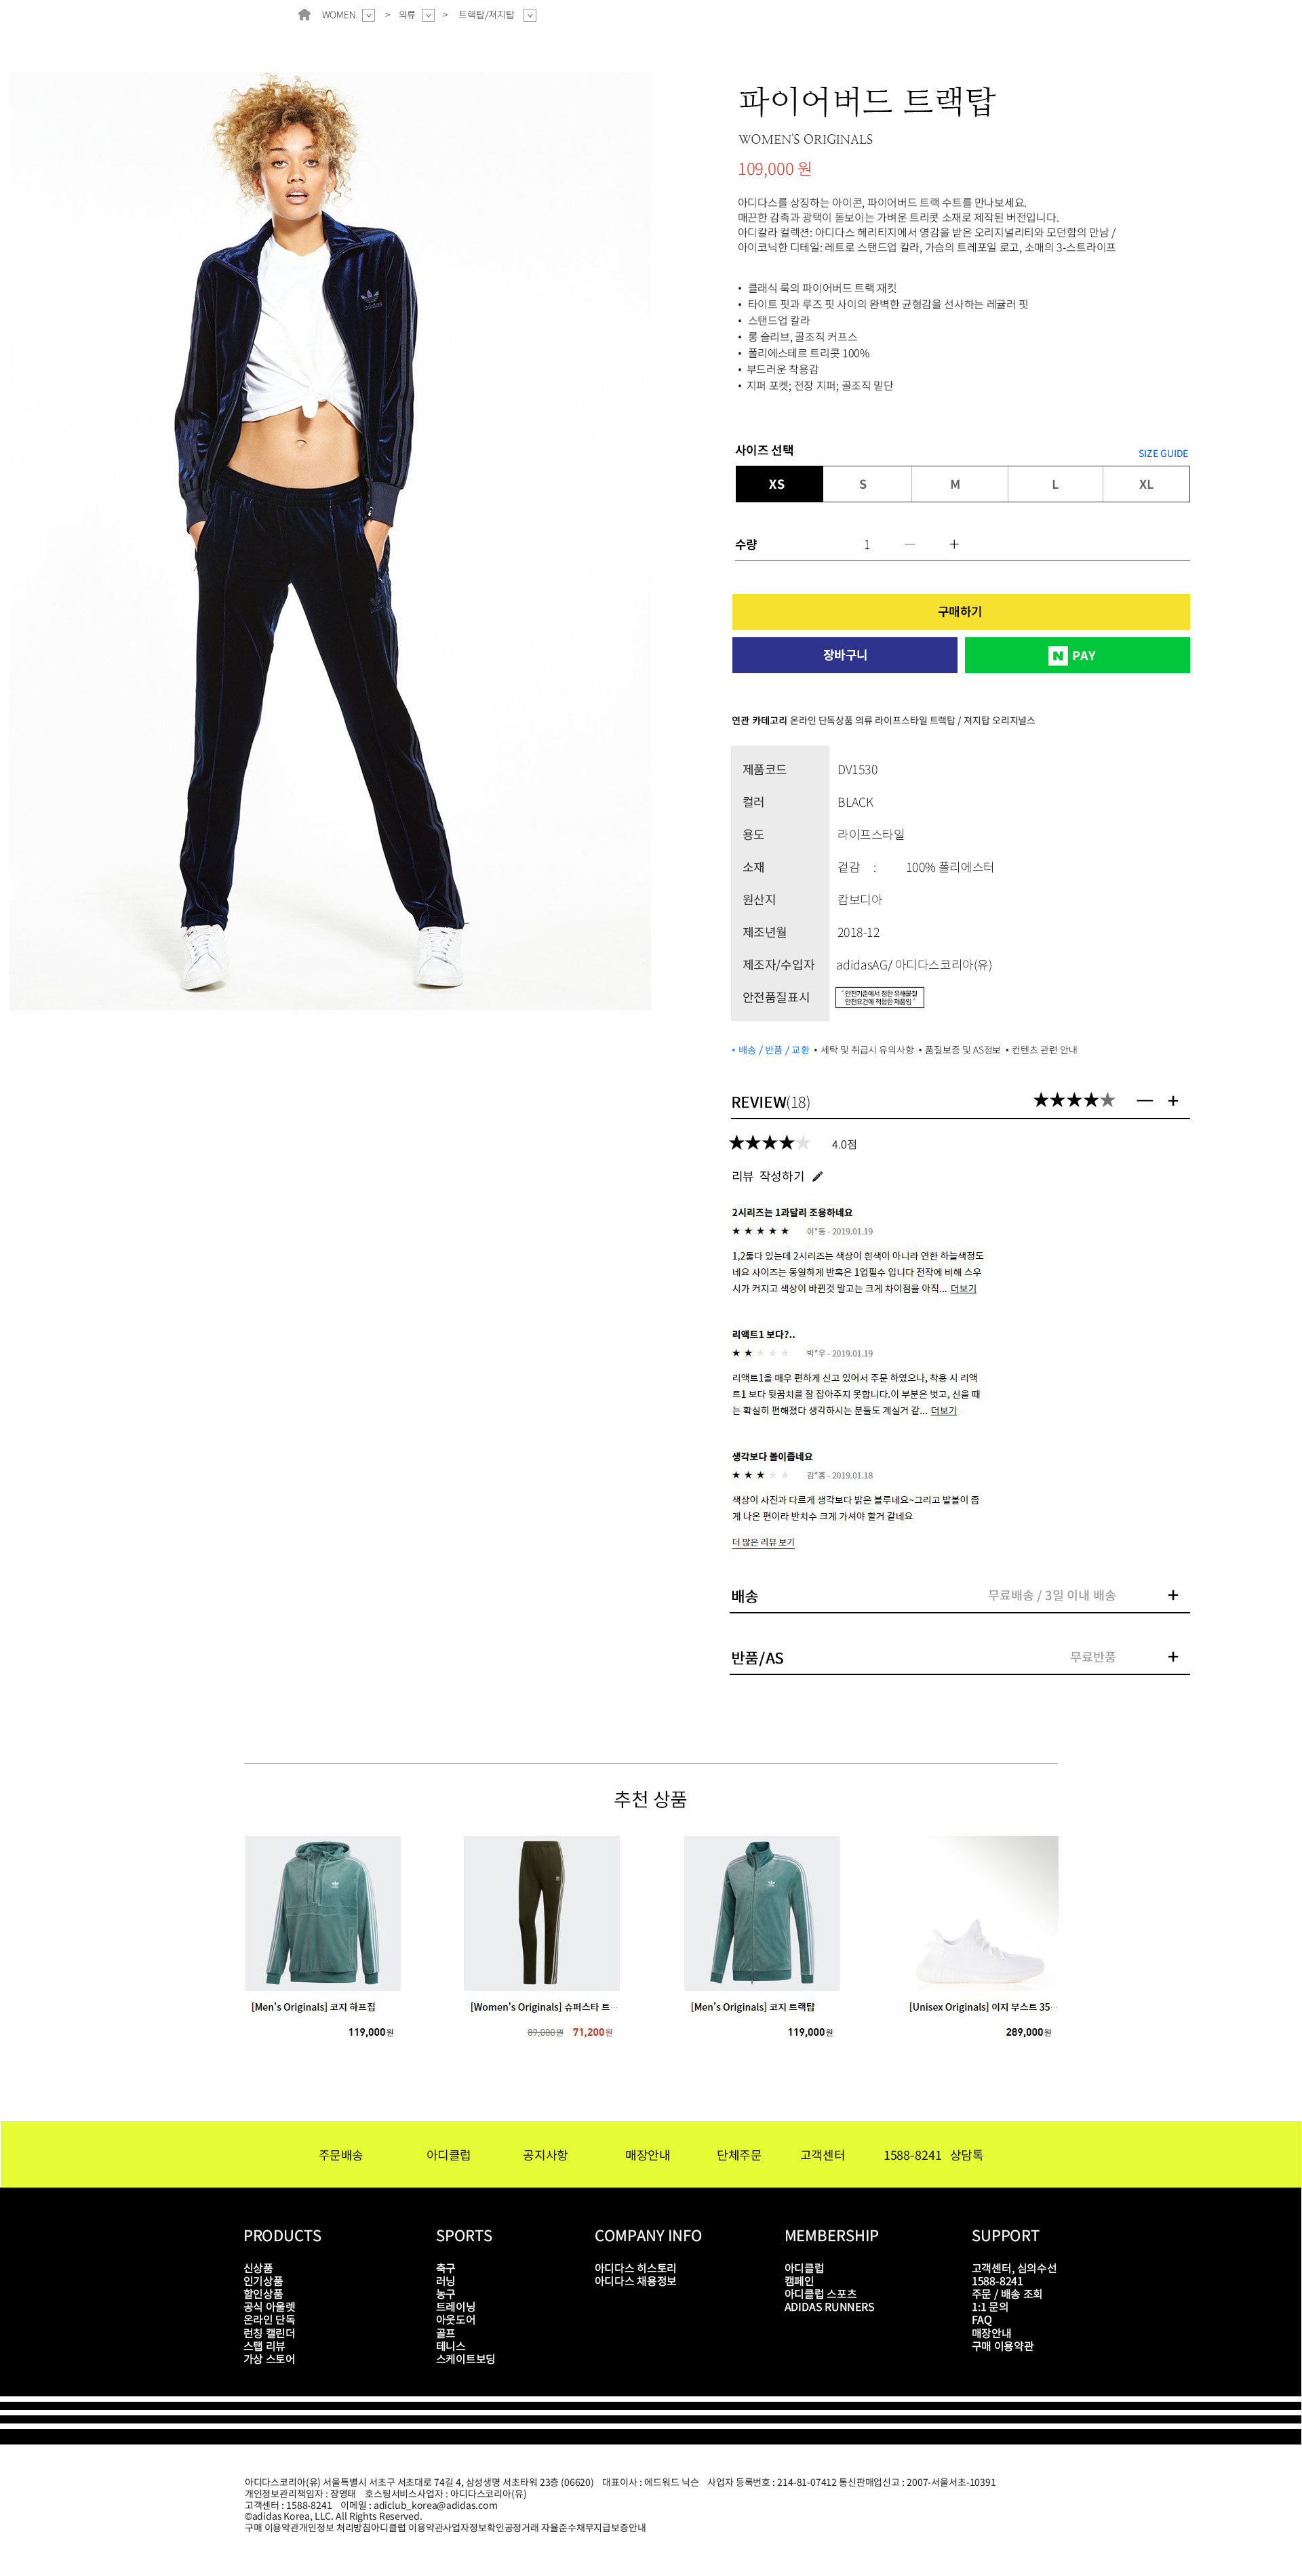 WOMEN > 의류 > 트랙탑/져지탑
파이어버드 트랙탑
WOMEN'S ORIGINALS
109,000 원
아디다스를 상징하는 아이콘, 파이어버드 트랙 수트를 만나보세요.
매끈한 감촉과 광택이 돋보이는 가벼운 트리콧 소재로 제작된 버전입니다.
아디칼라 컬렉션: 아디다스 헤리티지에서 영감을 받은 오리지널리티와 모던함의 만남 /
아이코닉한 디테일: 레트로 스탠드업 칼라, 가슴의 트레포일 로고, 소매의 3-스트라이프
• 클래식 룩의 파이어버드 트랙 재킷
• 타이트 핏과 루즈 핏 사이의 완벽한 균형감을 선사하는 레귤러 핏
• 스탠드업 칼라
• 롱 슬리브, 골조직 커프스
• 폴리에스테르 트리콧 100%
• 부드러운 착용감
• 지퍼 포켓; 전장 지퍼; 골조직 밑단
adidas
사이즈 선택 SIZE GUIDE
XS S M L XL
수량 1 — +
구매하기
장바구니 N PAY
연관 카테고리 온라인 단독상품 의류 라이프스타일 트랙탑 / 져지탑 오리지널스
제품코드 DV1530
컬러 BLACK
용도 라이프스타일
소재 겉감 : 100% 폴리에스터
원산지 캄보디아
제조년월 2018-12
제조자/수입자 adidasAG/ 아디다스코리아(유)
안전품질표시 "안전기준에서 정한 유해물질
안전요건에 적합한 제품임"
• 배송 / 반품 / 교환 • 세탁 및 취급시 유의사항 • 품질보증 및 AS정보 • 컨텐츠 관련 안내
REVIEW(18) ★★★★★ — +
★★★★★ 4.0점
리뷰 작성하기
2시리즈는 1과달리 조용하네요
★ ★ ★ ★ ★ 이*동 - 2019.01.19
1,2둘다 있는데 2시리즈는 색상이 흰색이 아니라 연한 하늘색정도
네요 사이즈는 동일하게 반혹은 1업필수 입니다 전작에 비해 스우
시가 커지고 색상이 바뀐것 말고는 크게 차이점을 아직... 더보기
리액트1 보다?..
★ ★ ★ ★ ★ 박*우 - 2019.01.19
리액트1을 매우 편하게 신고 있어서 주문 하였으나, 착용 시 리액
트1 보다 뒷꿈치를 잘 잡아주지 못합니다.이 부분은 벗고, 신을 때
는 확실히 편해졌다 생각하시는 분들도 계실거 같... 더보기
생각보다 볼이좁네요
★ ★ ★ ★ ★ 김*홍 - 2019.01.18
색상이 사진과 다르게 생각보다 밝은 블루네요~그리고 발볼이 좁
게 나온 편이라 반치수 크게 가셔야 할거 같네요
더 많은 리뷰 보기
배송 무료배송 / 3일 이내 배송 +
반품/AS 무료반품 +
추천 상품
[Men's Originals] 코지 하프집 [Women's Originals] 슈퍼스타 트... [Men's Originals] 코지 트랙탑 [Unisex Originals] 이지 부스트 35...
119,000원 89,000원 71,200원 119,000원 289,000원
주문배송 아디클럽 공지사항 매장안내 단체주문 고객센터 1588-8241 상담톡
PRODUCTS
신상품
인기상품
할인상품
공식 아울렛
온라인 단독
런칭 캘린더
스탭 리뷰
가상 스토어
SPORTS
축구
러닝
농구
트레이닝
아웃도어
골프
테니스
스케이트보딩
COMPANY INFO
아디다스 히스토리
아디다스 채용정보
MEMBERSHIP
아디클럽
캠페인
아디클럽 스포츠
ADIDAS RUNNERS
SUPPORT
고객센터, 심의수선
1588-8241
주문 / 배송 조회
1:1 문의
FAQ
매장안내
구매 이용약관
아디다스코리아(유) 서울특별시 서초구 서초대로 74길 4, 삼성생명 서초타워 23층 (06620) 대표이사 : 에드워드 닉슨 사업자 등록번호 : 214-81-07412 통신판매업신고 : 2007-서울서초-10391
개인정보관리책임자 : 장영태 호스팅서비스사업자 : 아디다스코리아(유)
고객센터 : 1588-8241 이메일 : adiclub_korea@adidas.com
©adidas Korea, LLC. All Rights Reserved.
구매 이용약관개인정보 처리방침아디클럽 이용약관사업자정보확인공정거래 자율준수채무지급보증안내